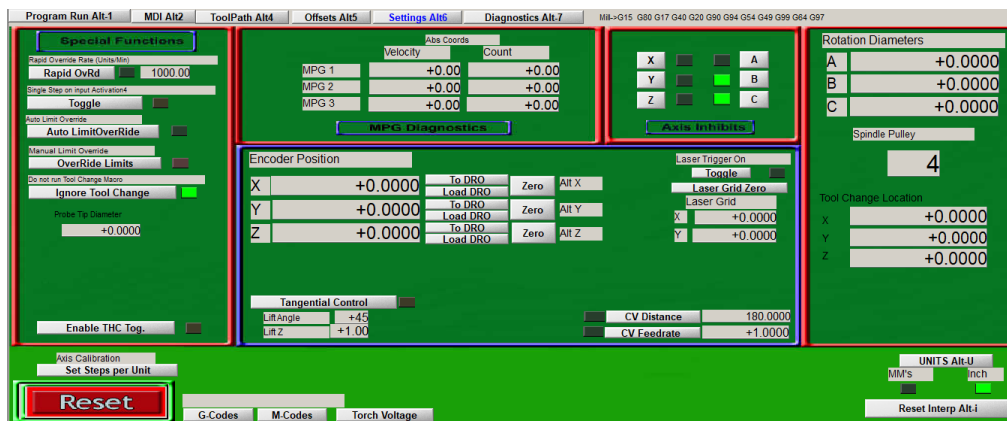 Program Run Alt-1 MDI Alt2 ToolPath Alt4 Offsets Alt5 Settings Alt6 Diagnostics Alt-7 Mill->G15 G80 G17 G40 G20 G90 G94 G54 G49 G99 G64 G97
Special Functions
Rapid Override Rate (Units/Min)
Rapid OvRd 1000.00
Single Step on input Activation4
Toggle
Auto Limit Override
Auto LimitOverRide
Manual Limit Override
OverRide Limits
Do not run Tool Change Macro
Ignore Tool Change
Probe Tip Diameter
+0.0000
Enable THC Tog.
Abs Coords
Velocity Count
MPG 1 +0.00 +0.00
MPG 2 +0.00 +0.00
MPG 3 +0.00 +0.00
MPG Diagnostics
X A
Y B
Z C
Axis Inhibits
Rotation Diameters
A +0.0000
B +0.0000
C +0.0000
Spindle Pulley
4
Tool Change Location
X +0.0000
Y +0.0000
Z +0.0000
Encoder Position
X +0.0000 To DRO Load DRO Zero Alt X
Y +0.0000 To DRO Load DRO Zero Alt Y
Z +0.0000 To DRO Load DRO Zero Alt Z
Laser Trigger On
Toggle
Laser Grid Zero
Laser Grid
X +0.0000
Y +0.0000
Tangential Control
Lift Angle +45
Lift Z +1.00
CV Distance 180.0000
CV Feedrate +1.0000
Axis Calibration
Set Steps per Unit
Reset
G-Codes M-Codes Torch Voltage
UNITS Alt-U
MM's Inch
Reset Interp Alt-i